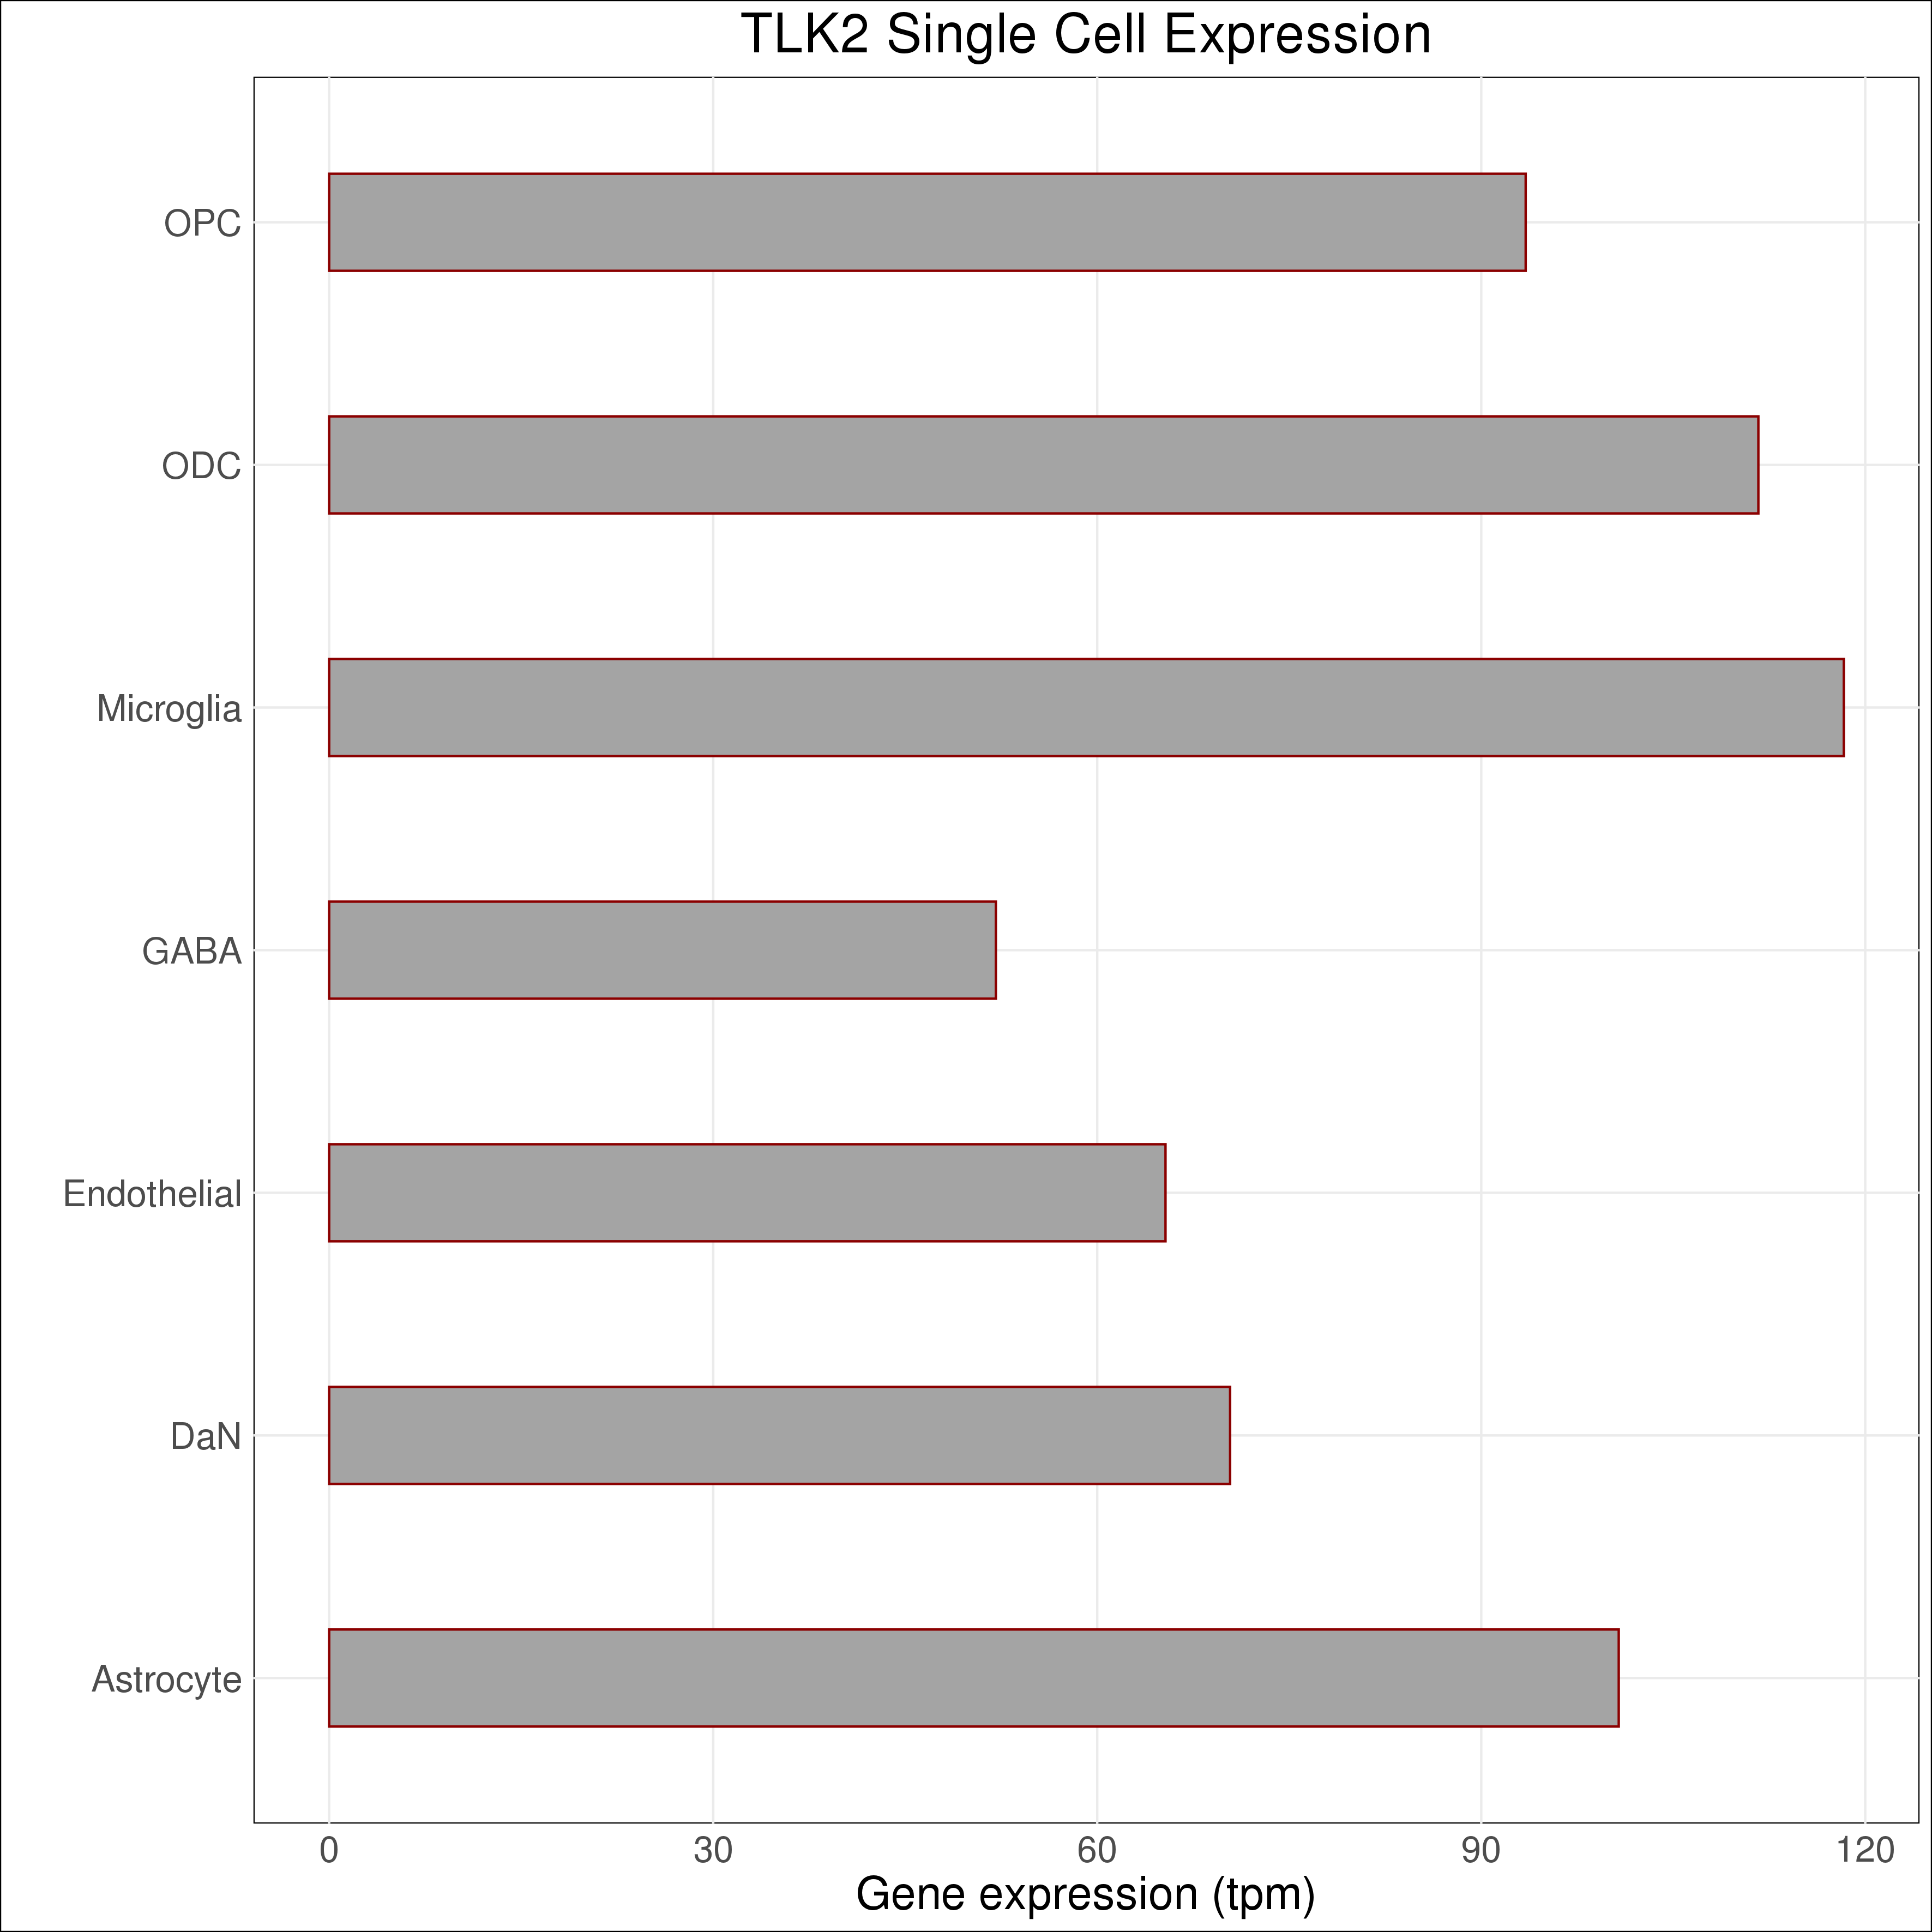 TLK2 Single Cell Expression
OPC
ODC
Microglia
GABA
Endothelial
DaN
Astrocyte
0 30 60 90 120
Gene expression (tpm)